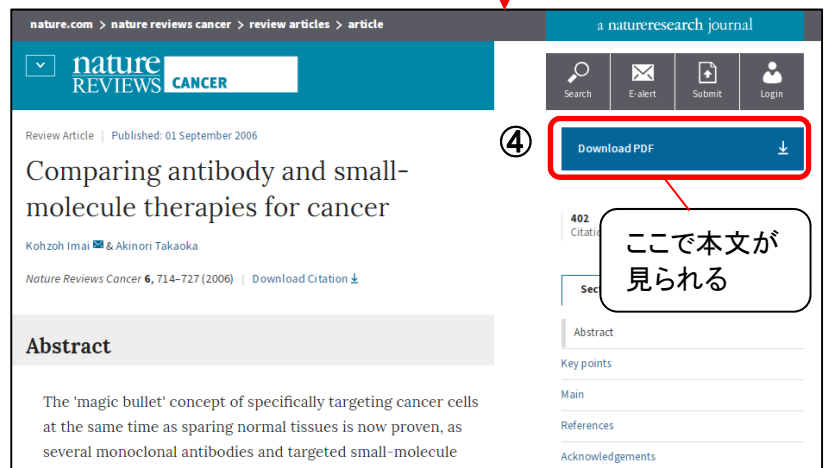 nature.com > nature reviews cancer > review articles > article
a natureresearch journal
nature
REVIEWS CANCER
Search
E-alert
Submit
Login
Review Article | Published: 01 September 2006
Comparing antibody and small-
molecule therapies for cancer
Kohzoh Imai & Akinori Takaoka
Nature Reviews Cancer 6, 714–727 (2006) | Download Citation
Abstract
The 'magic bullet' concept of specifically targeting cancer cells
at the same time as sparing normal tissues is now proven, as
several monoclonal antibodies and targeted small-molecule
④
Download PDF
402
ここで本文が
見られる
Abstract
Key points
Main
References
Acknowledgements